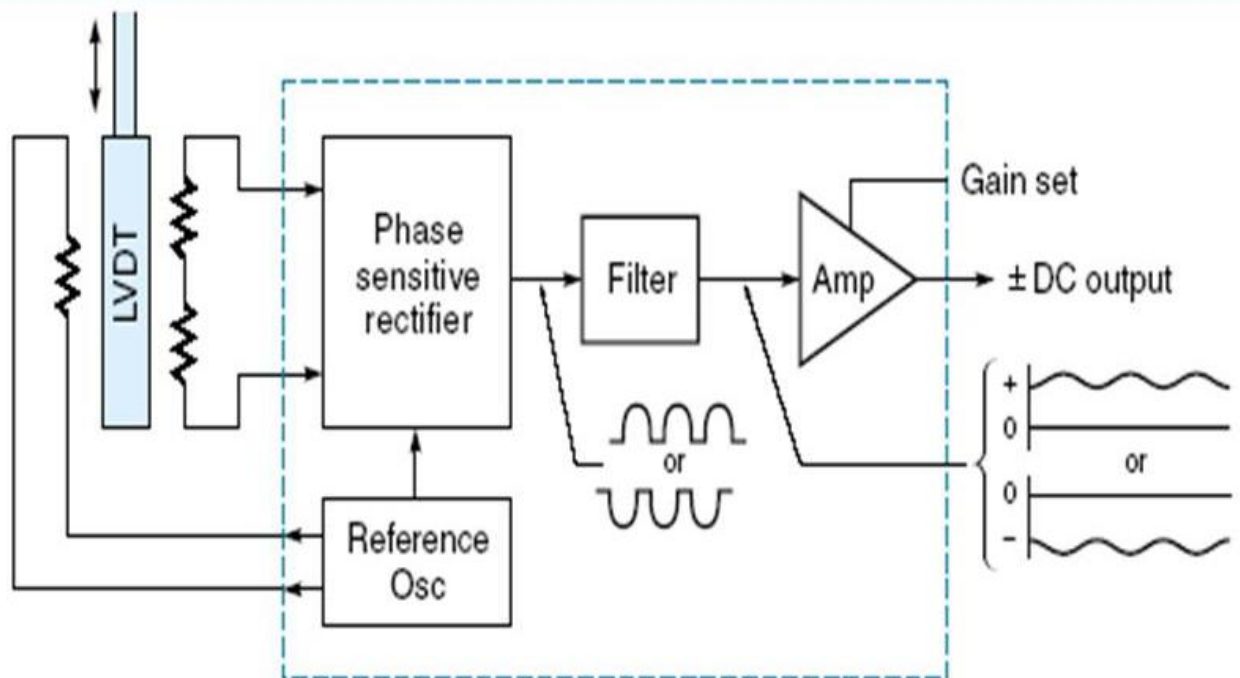 LVDT
Phase
sensitive
rectifier
Filter
Amp
Gain set
± DC output
or
+
0
or
0
-
Reference
Osc